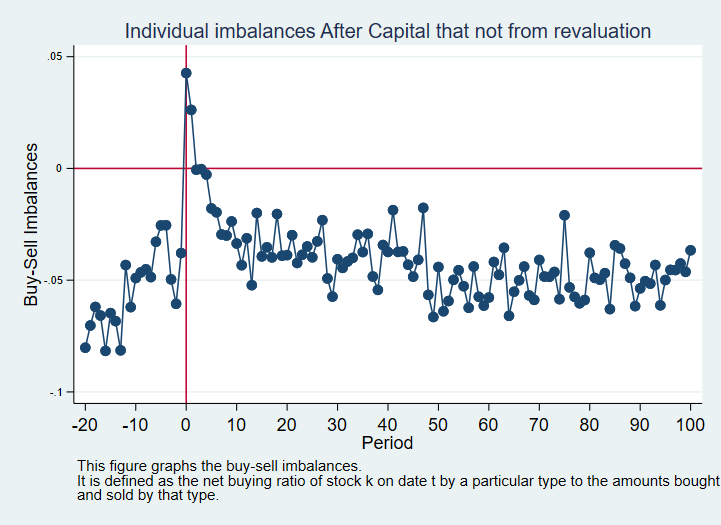 Individual imbalances After Capital that not from revaluation
.05
0
-.05
-.1
Buy-Sell Imbalances
-20 -10 0 10 20 30 40 50 60 70 80 90 100
Period
This figure graphs the buy-sell imbalances.
It is defined as the net buying ratio of stock k on date t by a particular type to the amounts bought
and sold by that type.